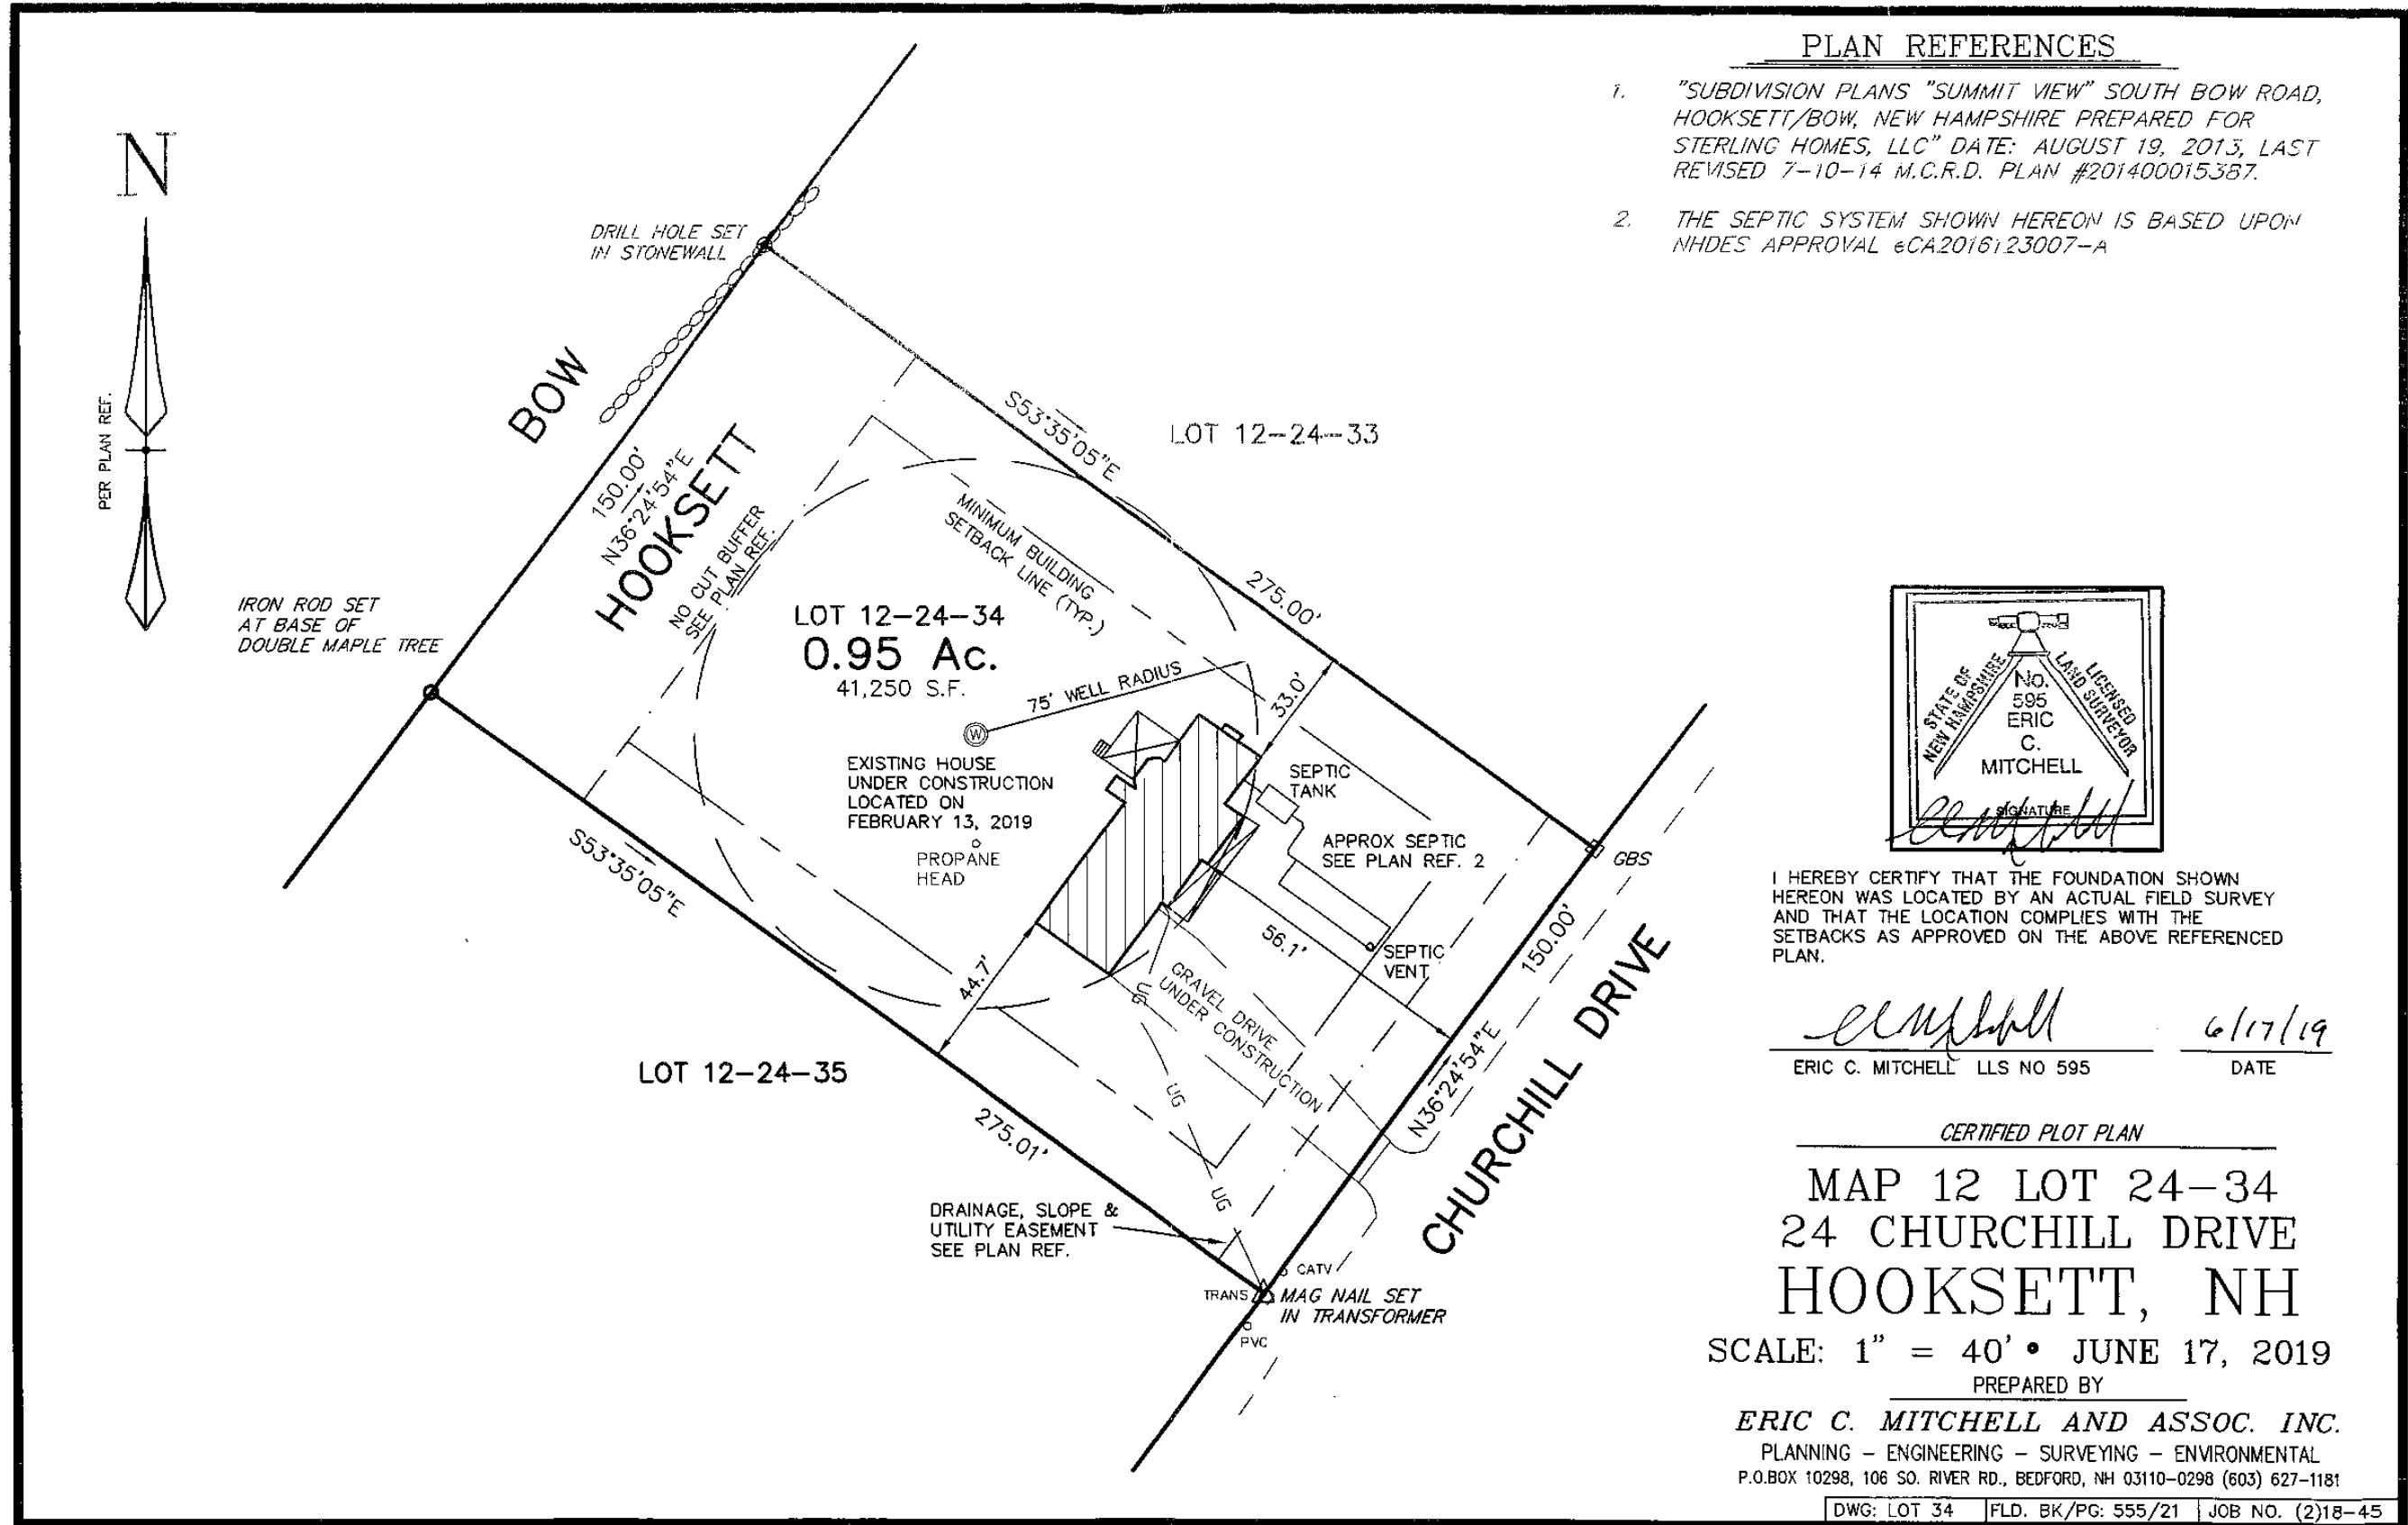 PLAN REFERENCES
1. "SUBDIVISION PLANS "SUMMIT VIEW" SOUTH BOW ROAD,
HOOKSETT/BOW, NEW HAMPSHIRE PREPARED FOR
STERLING HOMES, LLC" DATE: AUGUST 19, 2013, LAST
REVISED 7-10-14 M.C.R.D. PLAN #201400015387.
2. THE SEPTIC SYSTEM SHOWN HEREON IS BASED UPON
NHDES APPROVAL eCA2016123007-A
N
PER PLAN REF.
DRILL HOLE SET
IN STONEWALL
BOW
HOOKSETT
150.00'
N36°24'54"E
NO CUT BUFFER
SEE PLAN REF.
S53°35'05"E
LOT 12-24-33
MINIMUM BUILDING
SETBACK LINE (TYP.)
275.00'
IRON ROD SET
AT BASE OF
DOUBLE MAPLE TREE
LOT 12-24-34
0.95 Ac.
41,250 S.F.
75' WELL RADIUS
W
33.0'
EXISTING HOUSE
UNDER CONSTRUCTION
LOCATED ON
FEBRUARY 13, 2019
PROPANE
HEAD
SEPTIC
TANK
APPROX SEPTIC
SEE PLAN REF. 2
GBS
S53°35'05"E
44.7'
56.1'
SEPTIC
VENT
150.00'
N36°24'54"E
GRAVEL DRIVE
UNDER CONSTRUCTION
UG
UG
UG
CHURCHILL DRIVE
LOT 12-24-35
275.01'
DRAINAGE, SLOPE &
UTILITY EASEMENT
SEE PLAN REF.
CATV
TRANS
MAG NAIL SET
IN TRANSFORMER
PVC
STATE OF
NEW HAMPSHIRE
LICENSED
LAND SURVEYOR
No.
595
ERIC
C.
MITCHELL
SIGNATURE
I HEREBY CERTIFY THAT THE FOUNDATION SHOWN
HEREON WAS LOCATED BY AN ACTUAL FIELD SURVEY
AND THAT THE LOCATION COMPLIES WITH THE
SETBACKS AS APPROVED ON THE ABOVE REFERENCED
PLAN.
6/17/19
ERIC C. MITCHELL LLS NO 595
DATE
CERTIFIED PLOT PLAN
MAP 12 LOT 24-34
24 CHURCHILL DRIVE
HOOKSETT, NH
SCALE: 1" = 40' • JUNE 17, 2019
PREPARED BY
ERIC C. MITCHELL AND ASSOC. INC.
PLANNING - ENGINEERING - SURVEYING - ENVIRONMENTAL
P.O.BOX 10298, 106 SO. RIVER RD., BEDFORD, NH 03110-0298 (603) 627-1181
DWG: LOT 34 FLD. BK/PG: 555/21 JOB NO. (2)18-45